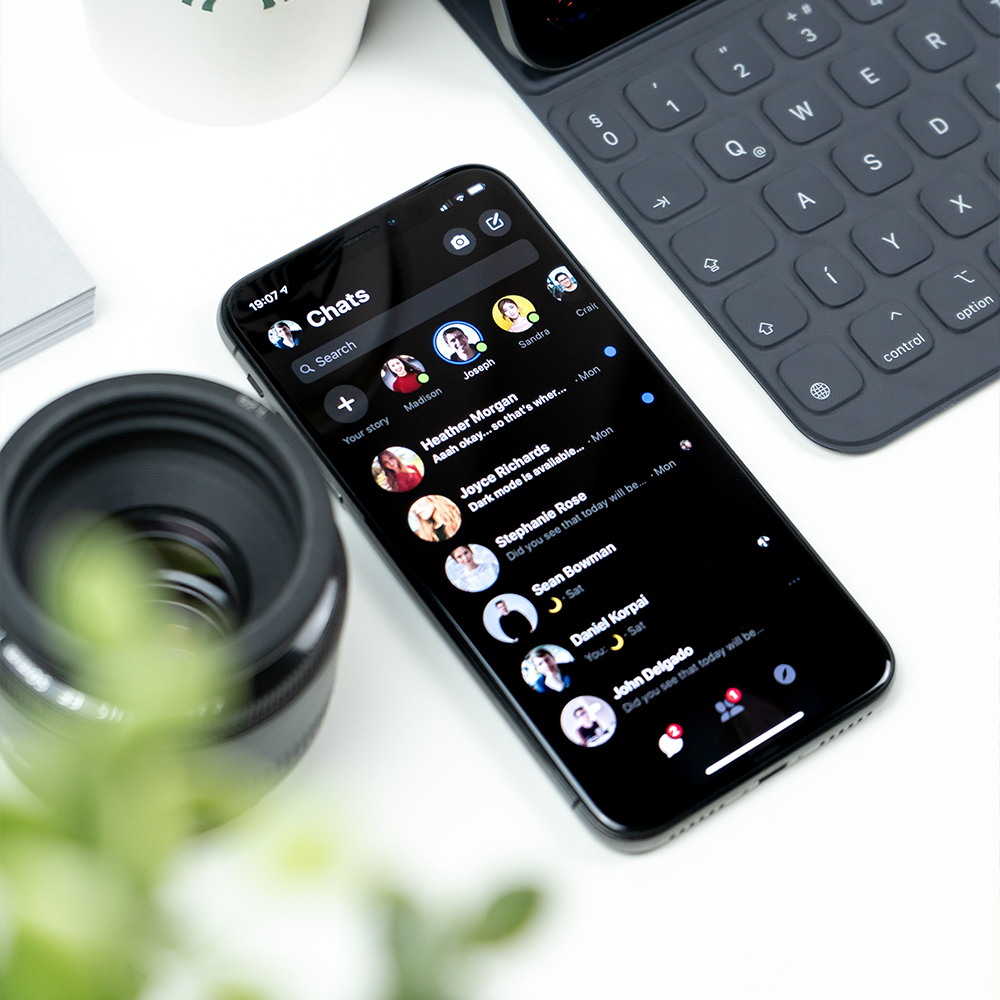 19:07
Chats
Search
Your story
Madison
Joseph
Sandra
Heather Morgan
Aaah okay... so that's wher... · Mon
Joyce Richards
Dark mode is available... · Mon
Stephanie Rose
Did you see that today will be... · Mon
Sean Bowman
🌙 · Sat
Daniel Korpai
You: 🌙 · Sat
John Delgado
Did you see that today will be...
2
1
§ 0
' 1
" 2
+ # 3
4
Q @
W
E
R
A
S
D
í
Y
X
control
option